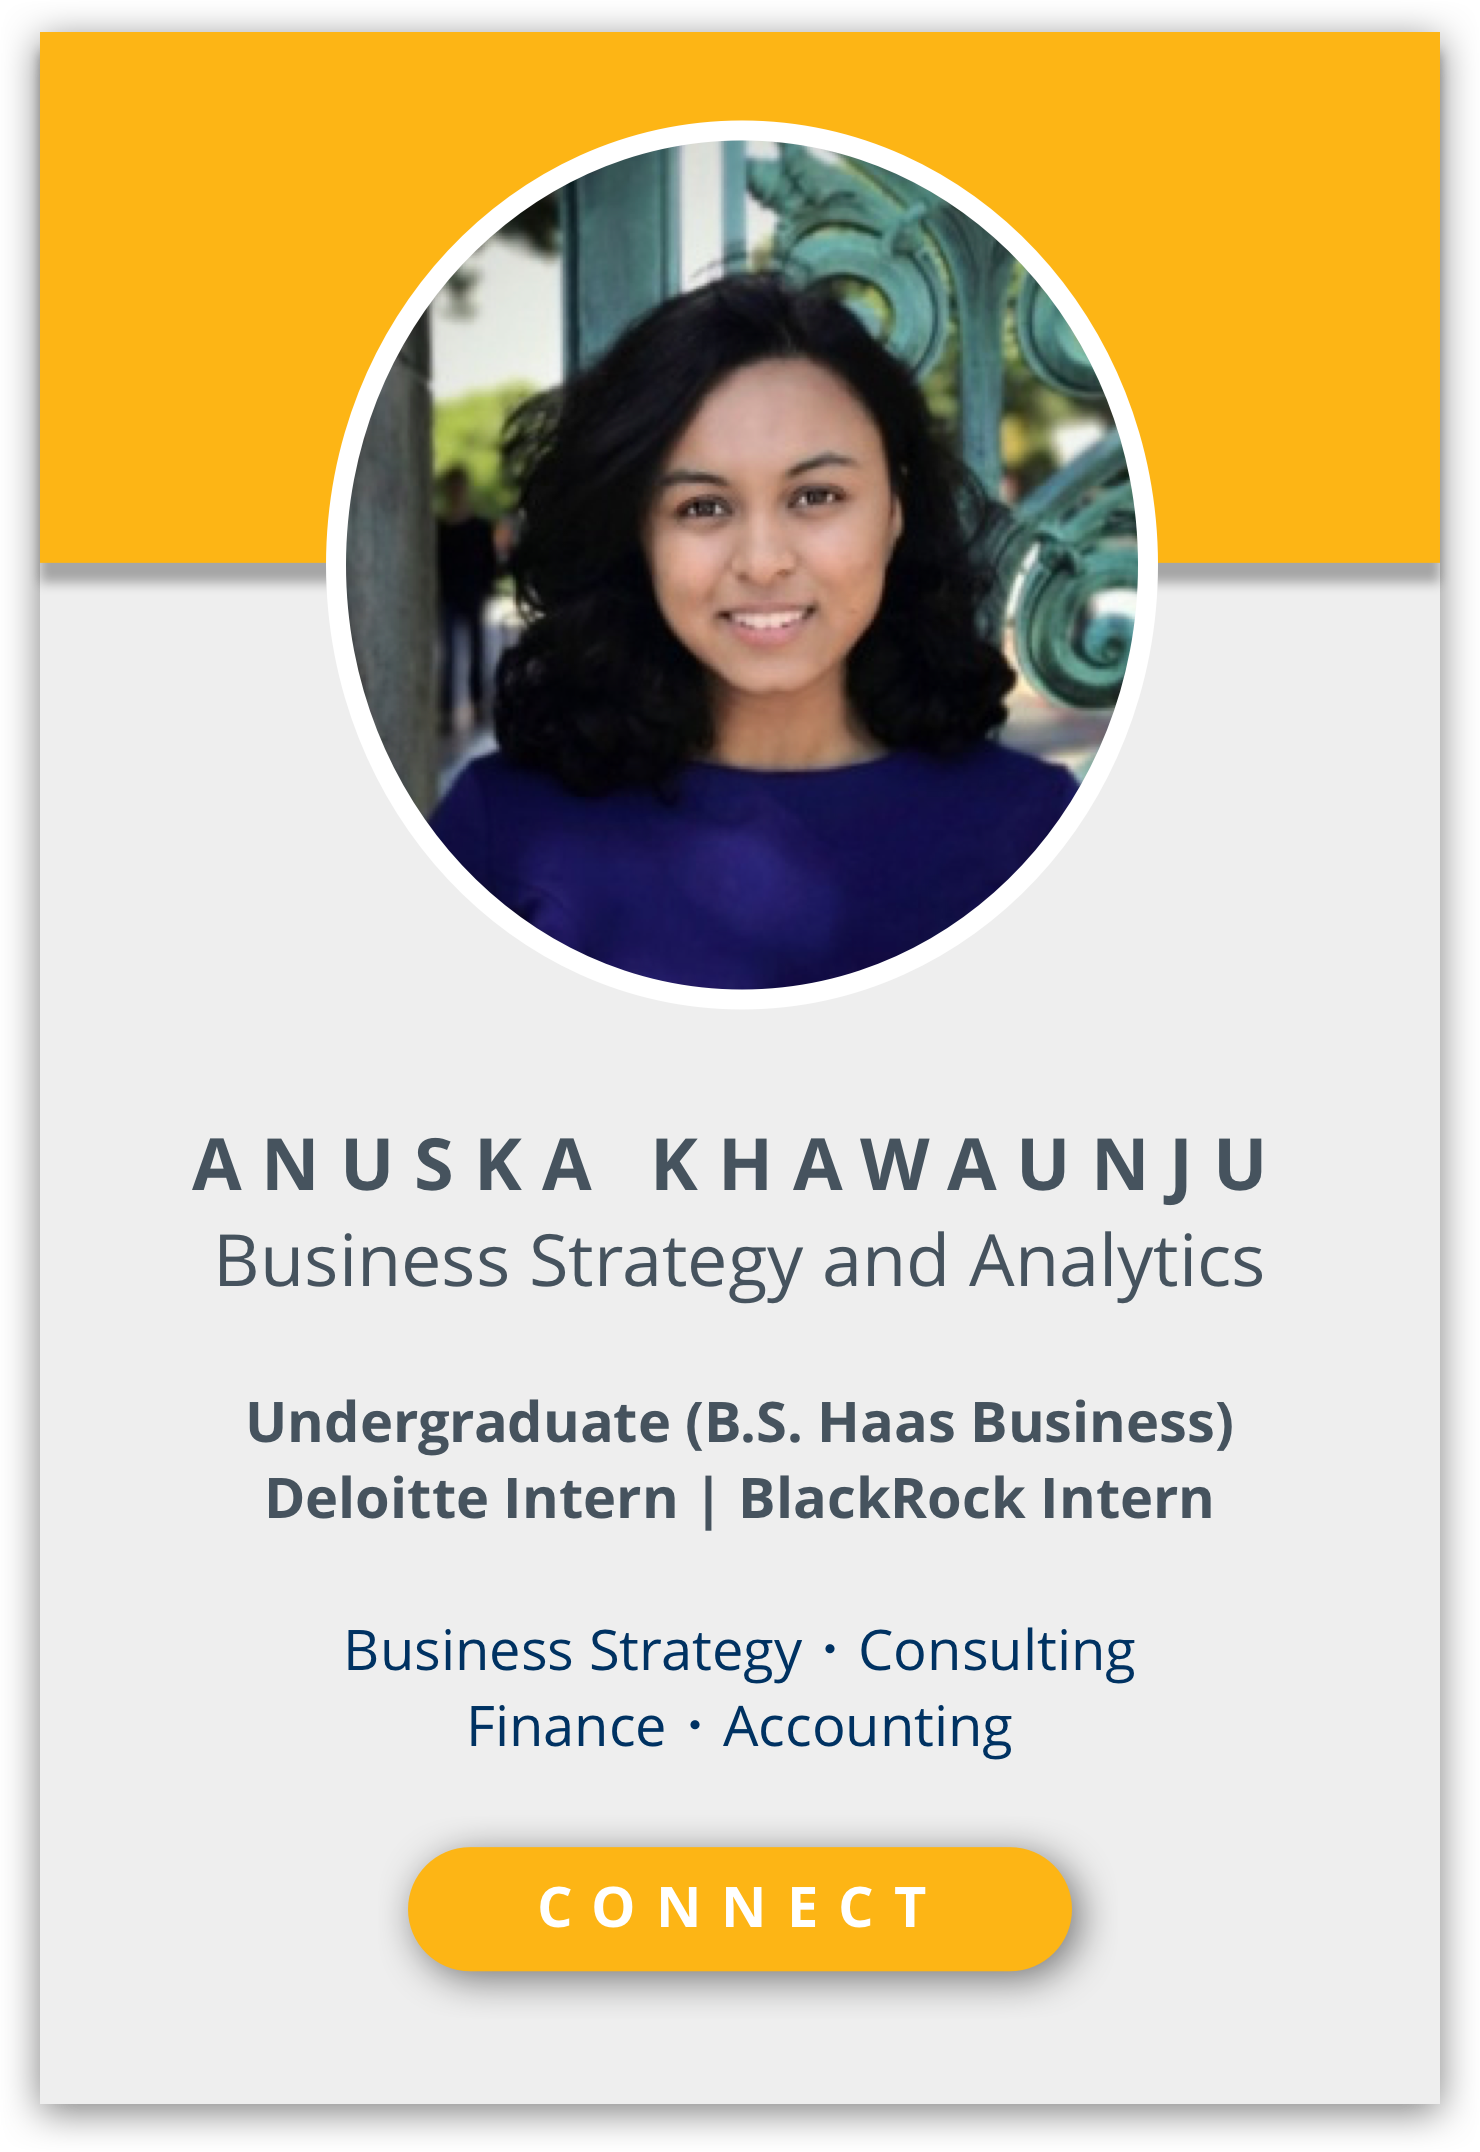 ANUSKA KHAWAUNJU
Business Strategy and Analytics
Undergraduate (B.S. Haas Business)
Deloitte Intern | BlackRock Intern
Business Strategy · Consulting
Finance · Accounting
CONNECT